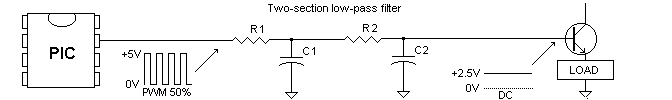 Two-section low-pass filter
PIC
R1
R2
C1
C2
+5V
0V
PWM 50%
+2.5V
0V
DC
LOAD